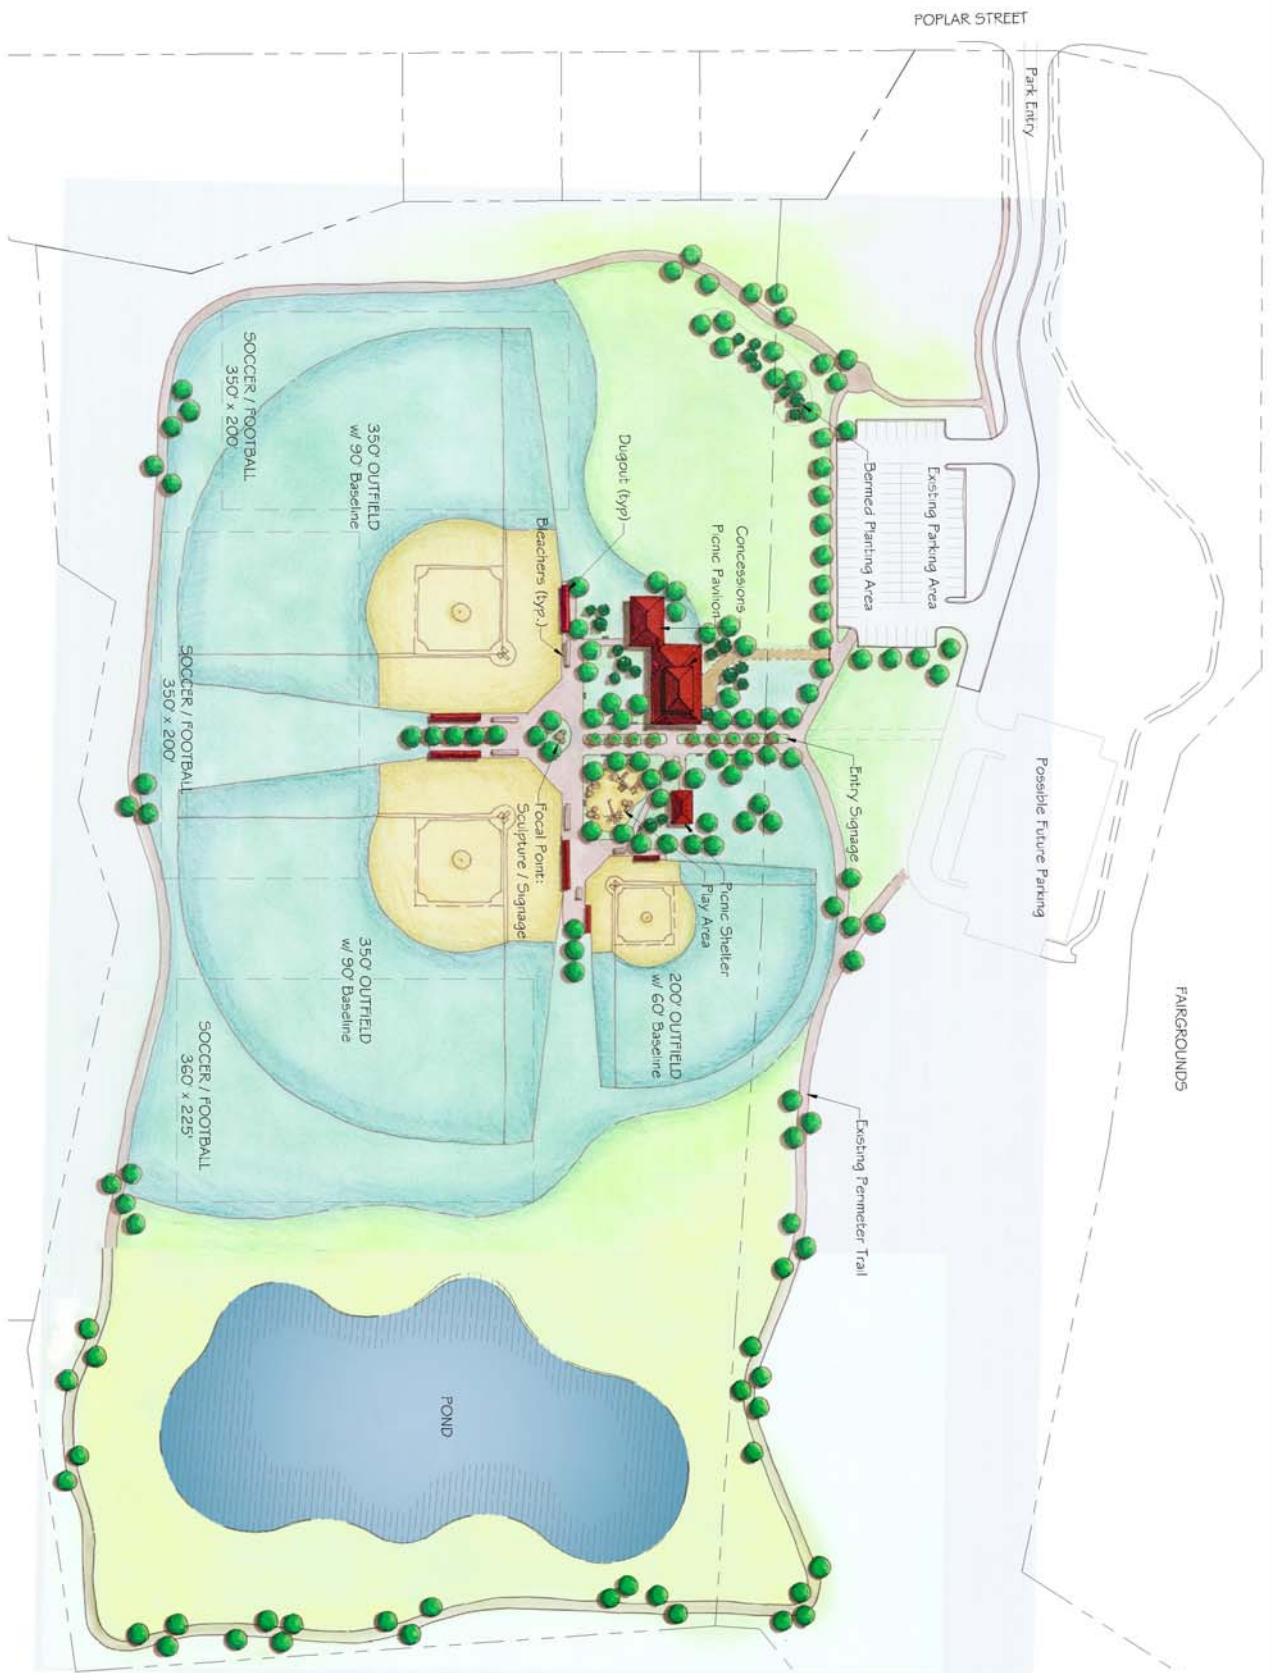 POPLAR STREET
Park Entry
Existing Parking Area
Bermed Planting Area
Possible Future Parking
FAIRGROUNDS
Entry Signage
Existing Perimeter Trail
Concessions
Picnic Pavilion
Dugout (typ)
Bleachers (typ.)
Picnic Shelter
Play Area
Focal Point:
Sculpture / Signage
200' OUTFIELD
w/ 60' Baseline
350' OUTFIELD
w/ 90' Baseline
350' OUTFIELD
w/ 90' Baseline
SOCCER / FOOTBALL
350' x 200'
SOCCER / FOOTBALL
350' x 200'
SOCCER / FOOTBALL
360' x 225'
POND